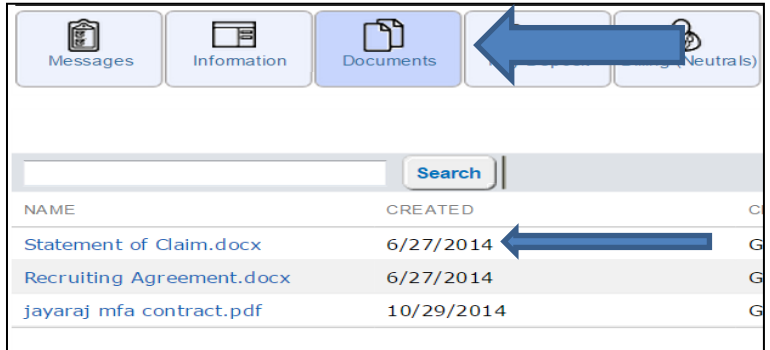 Messages Information Documents (Neutrals)
Search
NAME CREATED
Statement of Claim.docx 6/27/2014 G
Recruiting Agreement.docx 6/27/2014 G
jayaraj mfa contract.pdf 10/29/2014 G